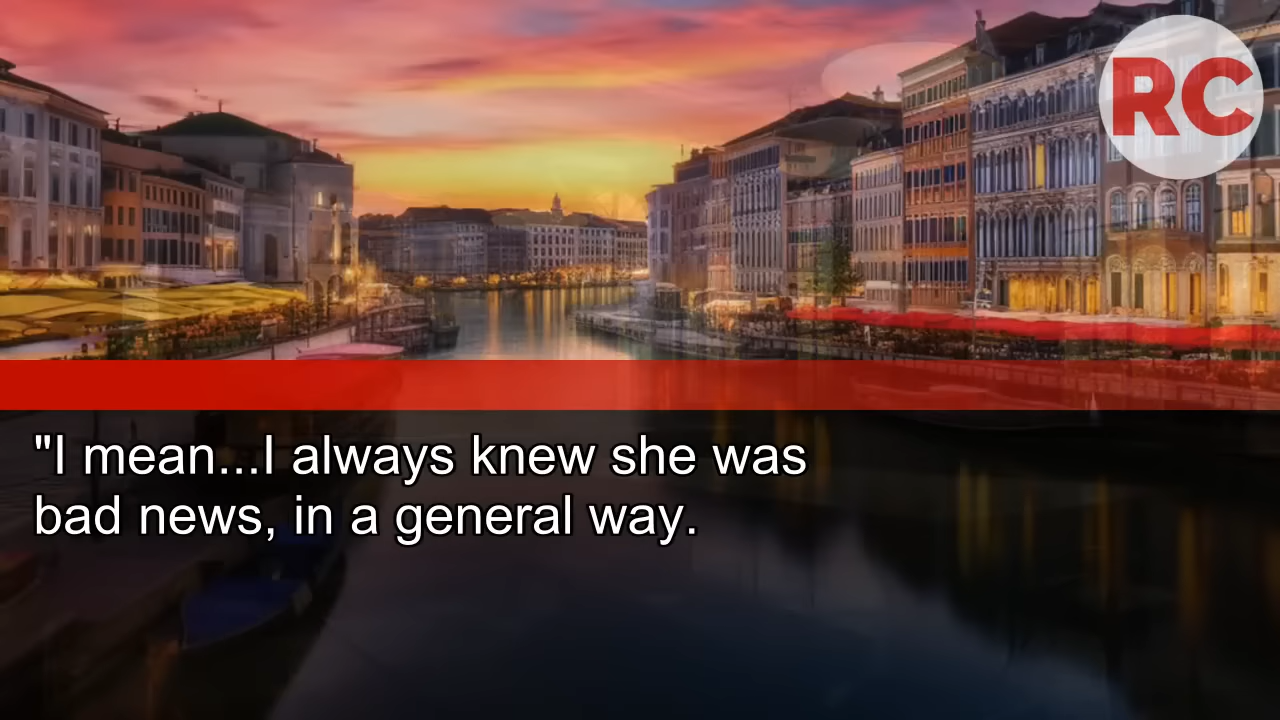 RC
"I mean...I always knew she was
bad news, in a general way.